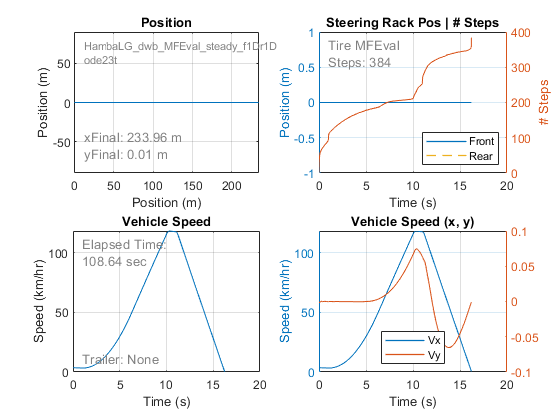 Position
HambaLG_dwb_MFEval_steady_f1Dr1D
ode23t
Position (m)
50
0
-50
xFinal: 233.96 m
yFinal: 0.01 m
0 50 100 150 200
Position (m)
Steering Rack Pos | # Steps
Tire MFEval
Steps: 384
Position (m)
1
0.5
0
-0.5
-1
400
300
200
100
0
# Steps
Front
Rear
0 5 10 15 20
Time (s)
Vehicle Speed
Elapsed Time:
108.64 sec
Speed (km/hr)
100
50
0
Trailer: None
0 5 10 15 20
Time (s)
Vehicle Speed (x, y)
Speed (km/hr)
100
50
0
0.1
0.05
0
-0.05
-0.1
Vx
Vy
0 5 10 15 20
Time (s)